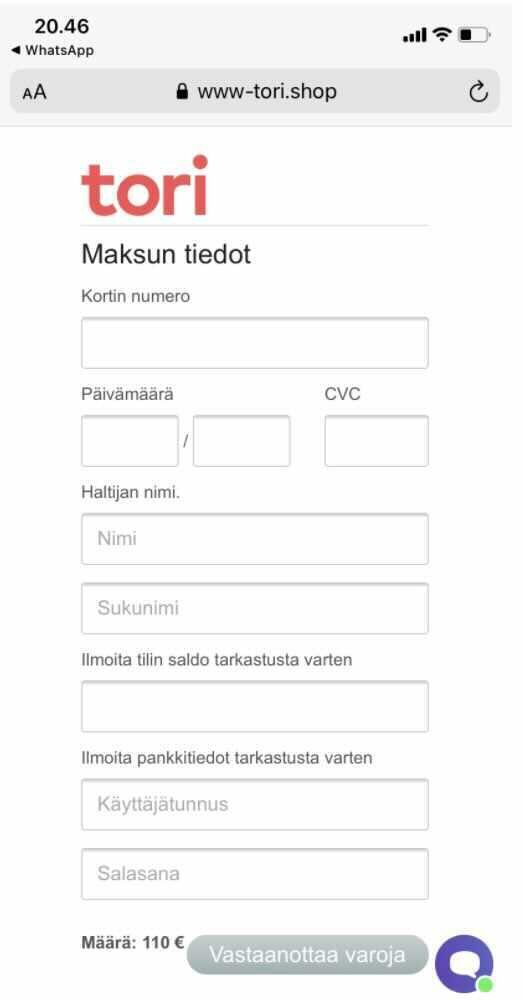 20.46
◀ WhatsApp
AA www-tori.shop
tori
Maksun tiedot
Kortin numero
Päivämäärä CVC
/
Haltijan nimi.
Nimi
Sukunimi
Ilmoita tilin saldo tarkastusta varten
Ilmoita pankkitiedot tarkastusta varten
Käyttäjätunnus
Salasana
Määrä: 110 € Vastaanottaa varoja